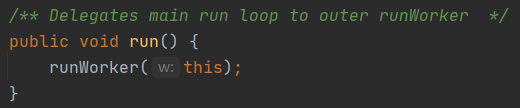 /** Delegates main run loop to outer runWorker  */
public void run() {
    runWorker( w: this);
}